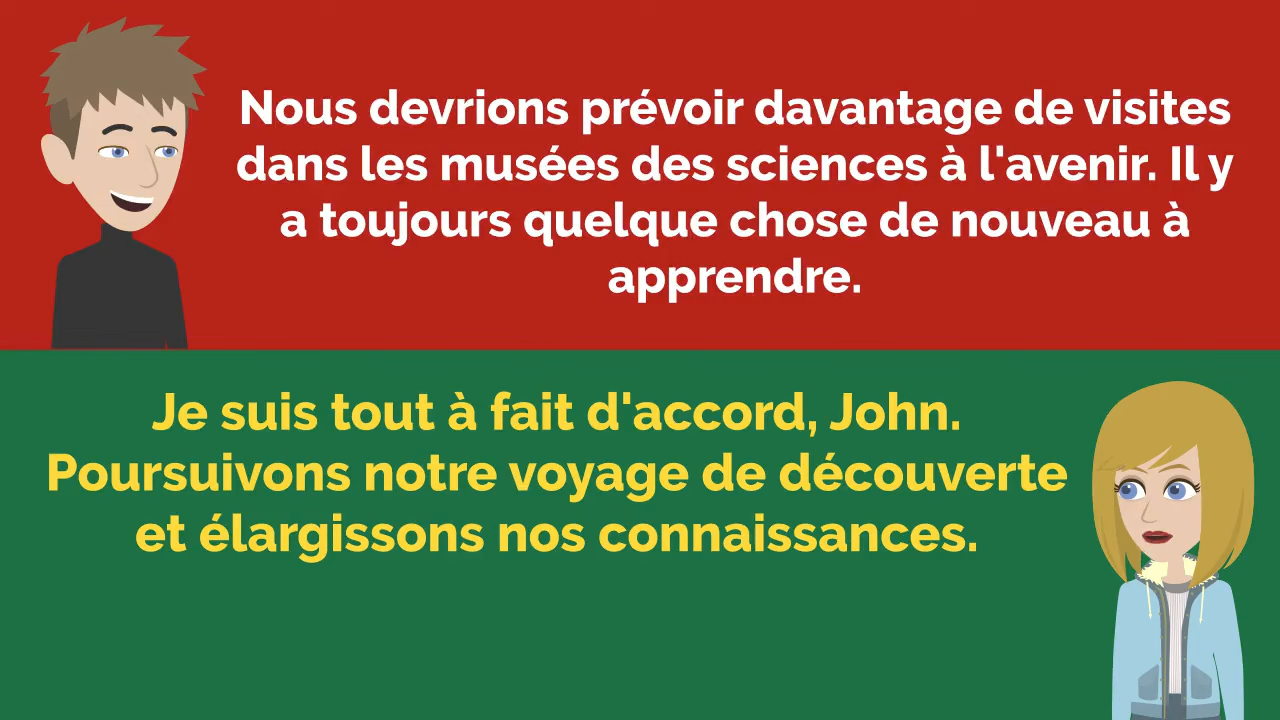 Nous devrions prévoir davantage de visites
dans les musées des sciences à l'avenir. Il y
a toujours quelque chose de nouveau à
apprendre.
Je suis tout à fait d'accord, John.
Poursuivons notre voyage de découverte
et élargissons nos connaissances.